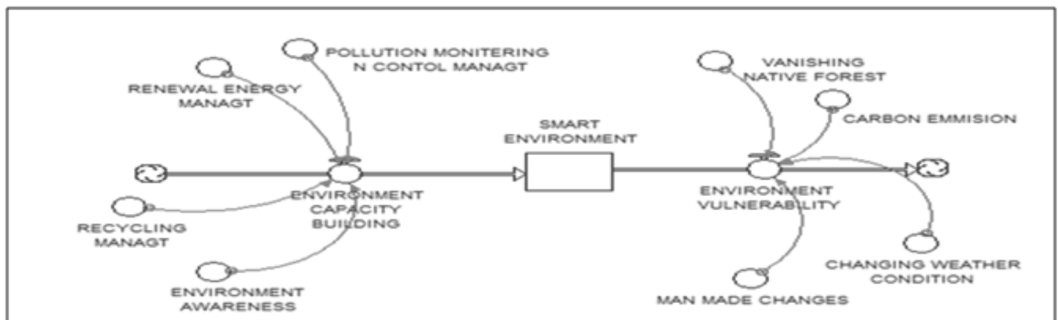 POLLUTION MONITERING
N CONTOL MANAGT
RENEWAL ENERGY
MANAGT
VANISHING
NATIVE FOREST
CARBON EMMISION
SMART
ENVIRONMENT
ENVIRONMENT
CAPACITY
BUILDING
ENVIRONMENT
VULNERABILITY
RECYCLING
MANAGT
ENVIRONMENT
AWARENESS
CHANGING WEATHER
CONDITION
MAN MADE CHANGES